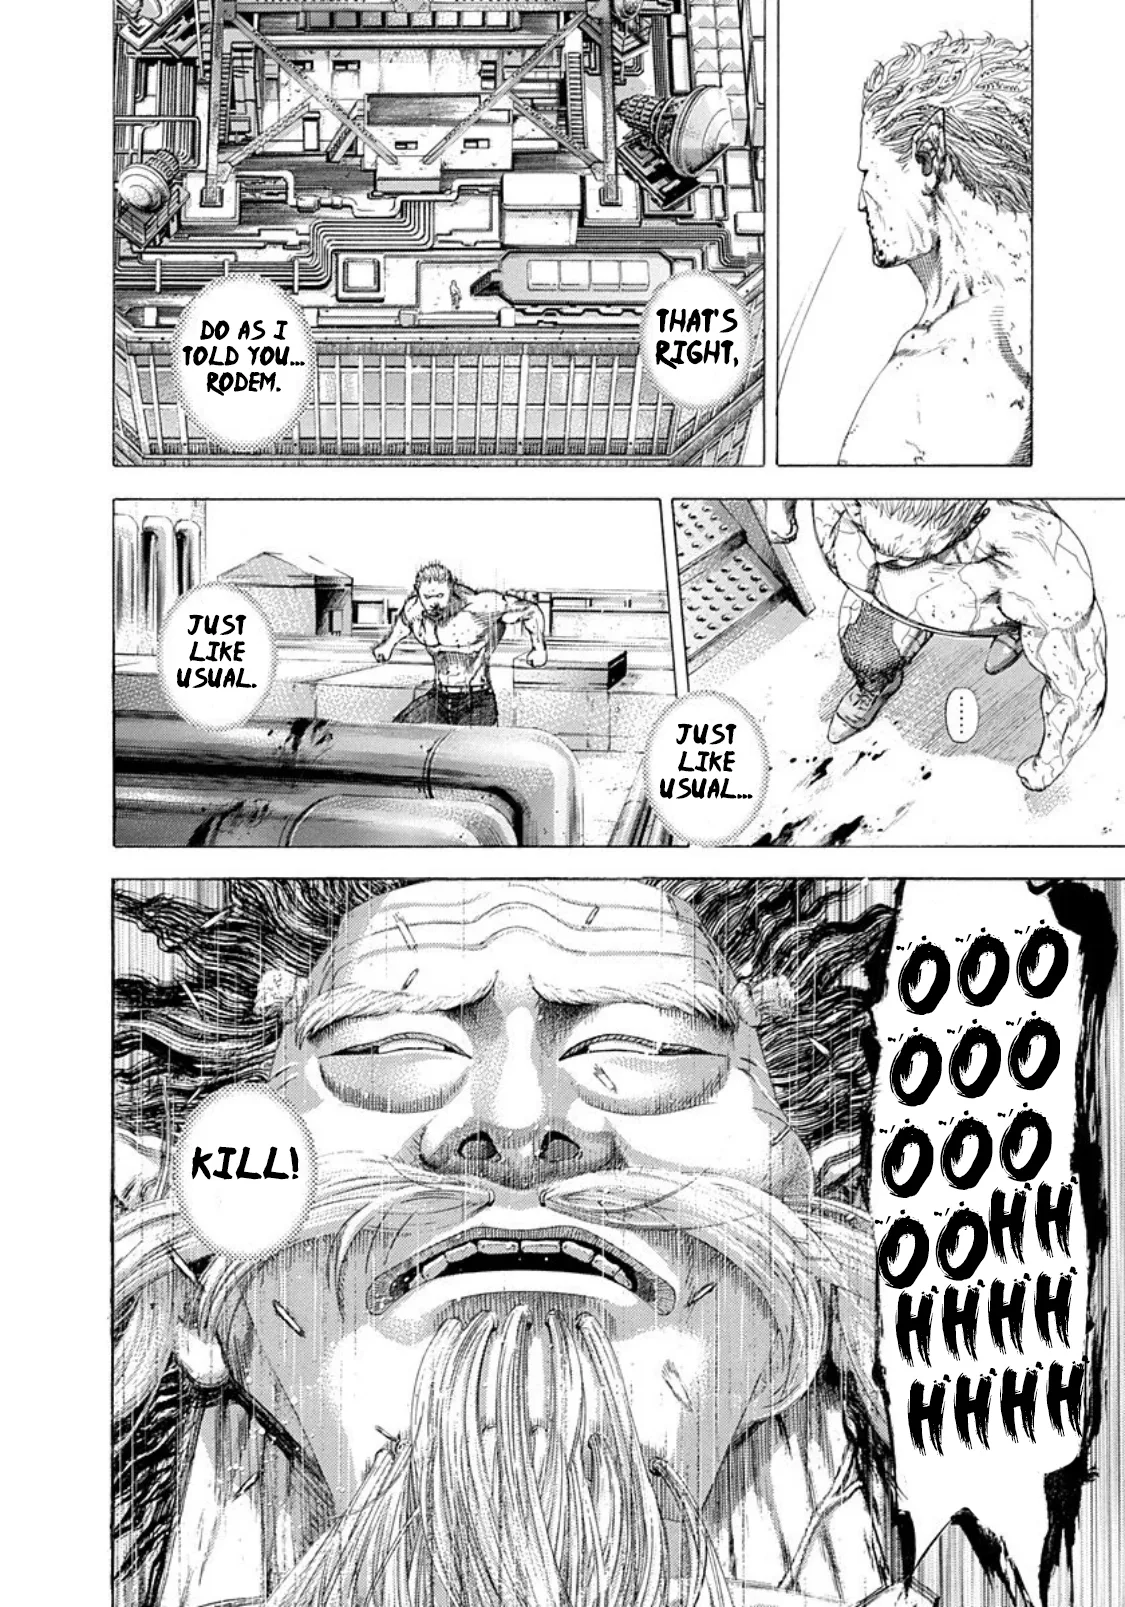 THAT'S
RIGHT,
DO AS I
TOLD YOU...
RODEM.
......
JUST
LIKE
USUAL...
JUST
LIKE
USUAL.
OOO
OOO
OOO
OOHH
HHHH
HHHH
KILL!